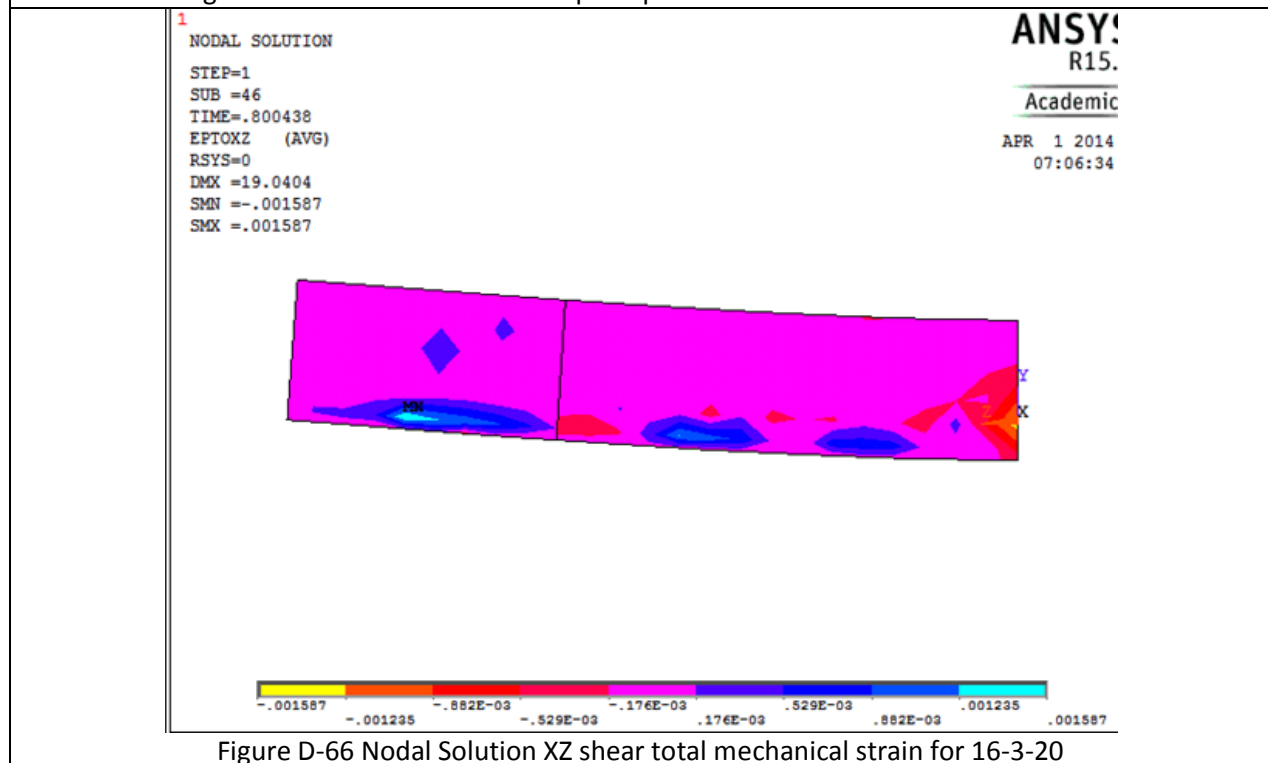 1
NODAL SOLUTION
STEP=1
SUB =46
TIME=.800438
EPTOXZ (AVG)
RSYS=0
DMX =19.0404
SMN =-.001587
SMX =.001587
ANSYS
R15.
Academic
APR 1 2014
07:06:34
MN
Y
Z X
-.001587 -.882E-03 -.176E-03 .529E-03 .001235
-.001235 -.529E-03 .176E-03 .882E-03 .001587
Figure D-66 Nodal Solution XZ shear total mechanical strain for 16-3-20